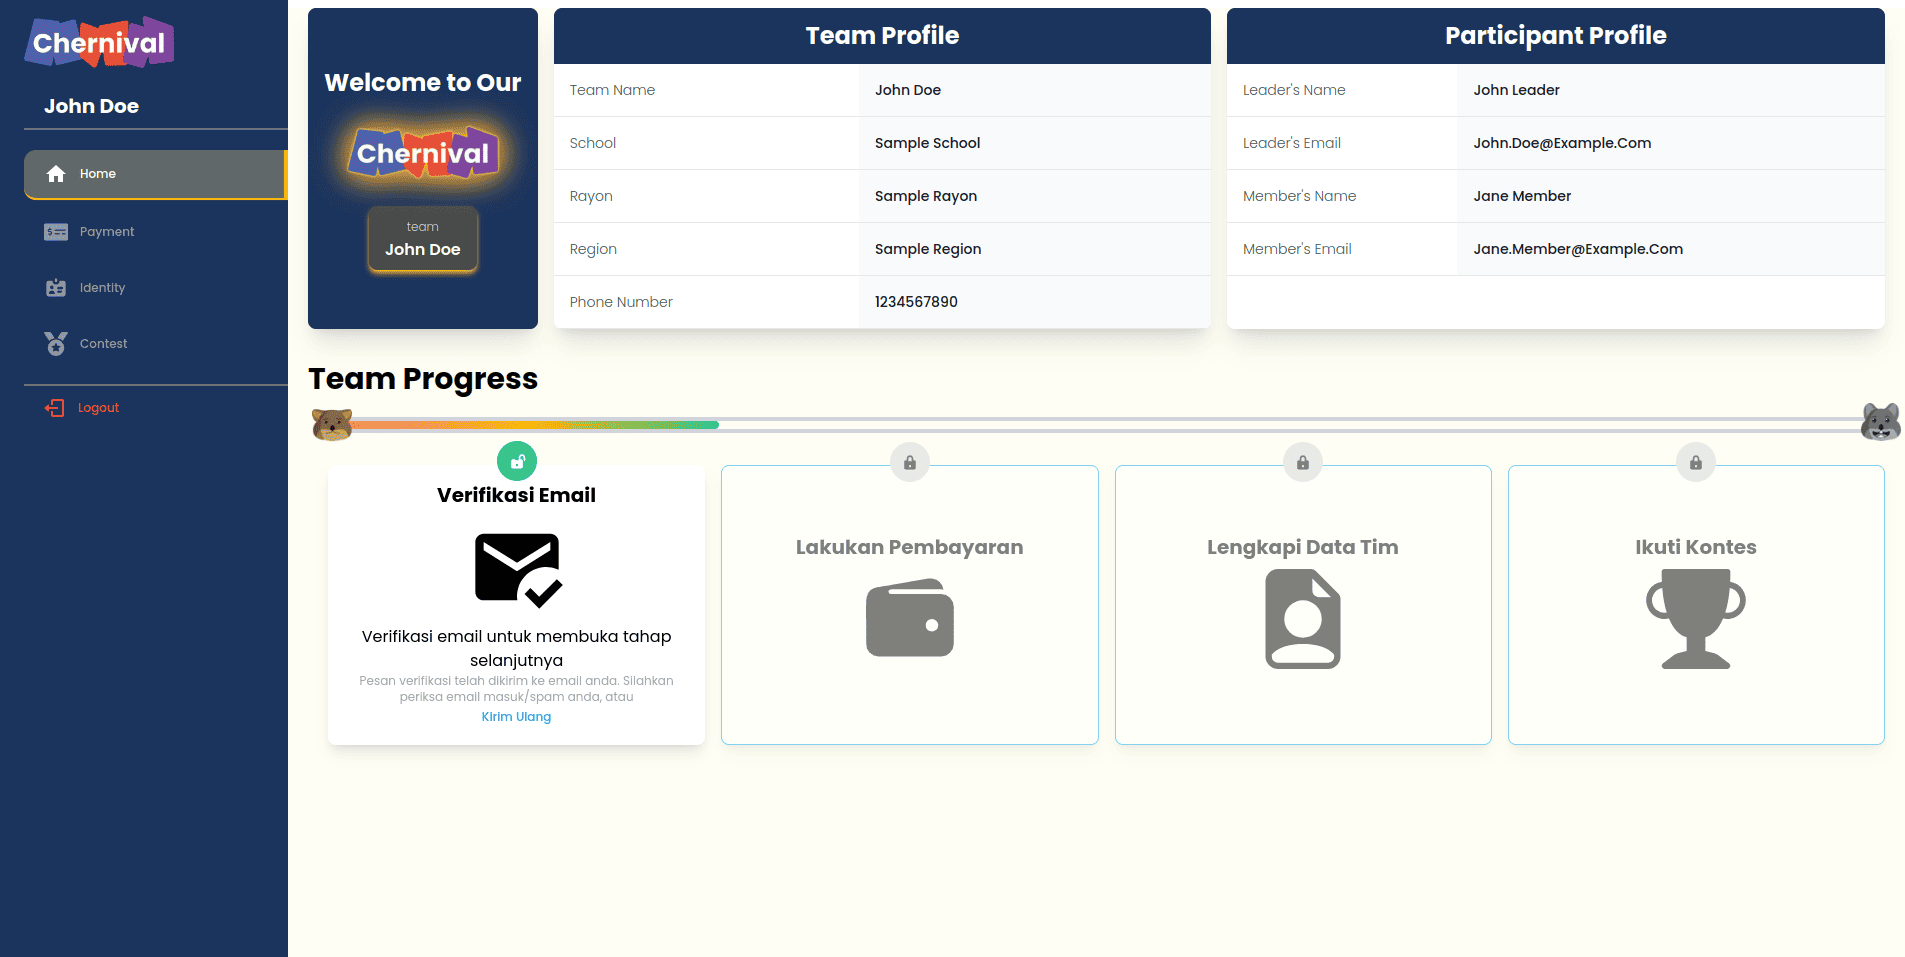 Chernival
John Doe
Home
Payment
Identity
Contest
Logout
Welcome to Our
Chernival
team
John Doe
Team Profile
Team Name John Doe
School Sample School
Rayon Sample Rayon
Region Sample Region
Phone Number 1234567890
Participant Profile
Leader's Name John Leader
Leader's Email John.Doe@Example.Com
Member's Name Jane Member
Member's Email Jane.Member@Example.Com
Team Progress
Verifikasi Email
Verifikasi email untuk membuka tahap
selanjutnya
Pesan verifikasi telah dikirim ke email anda. Silahkan
periksa email masuk/spam anda, atau
Kirim Ulang
Lakukan Pembayaran
Lengkapi Data Tim
Ikuti Kontes